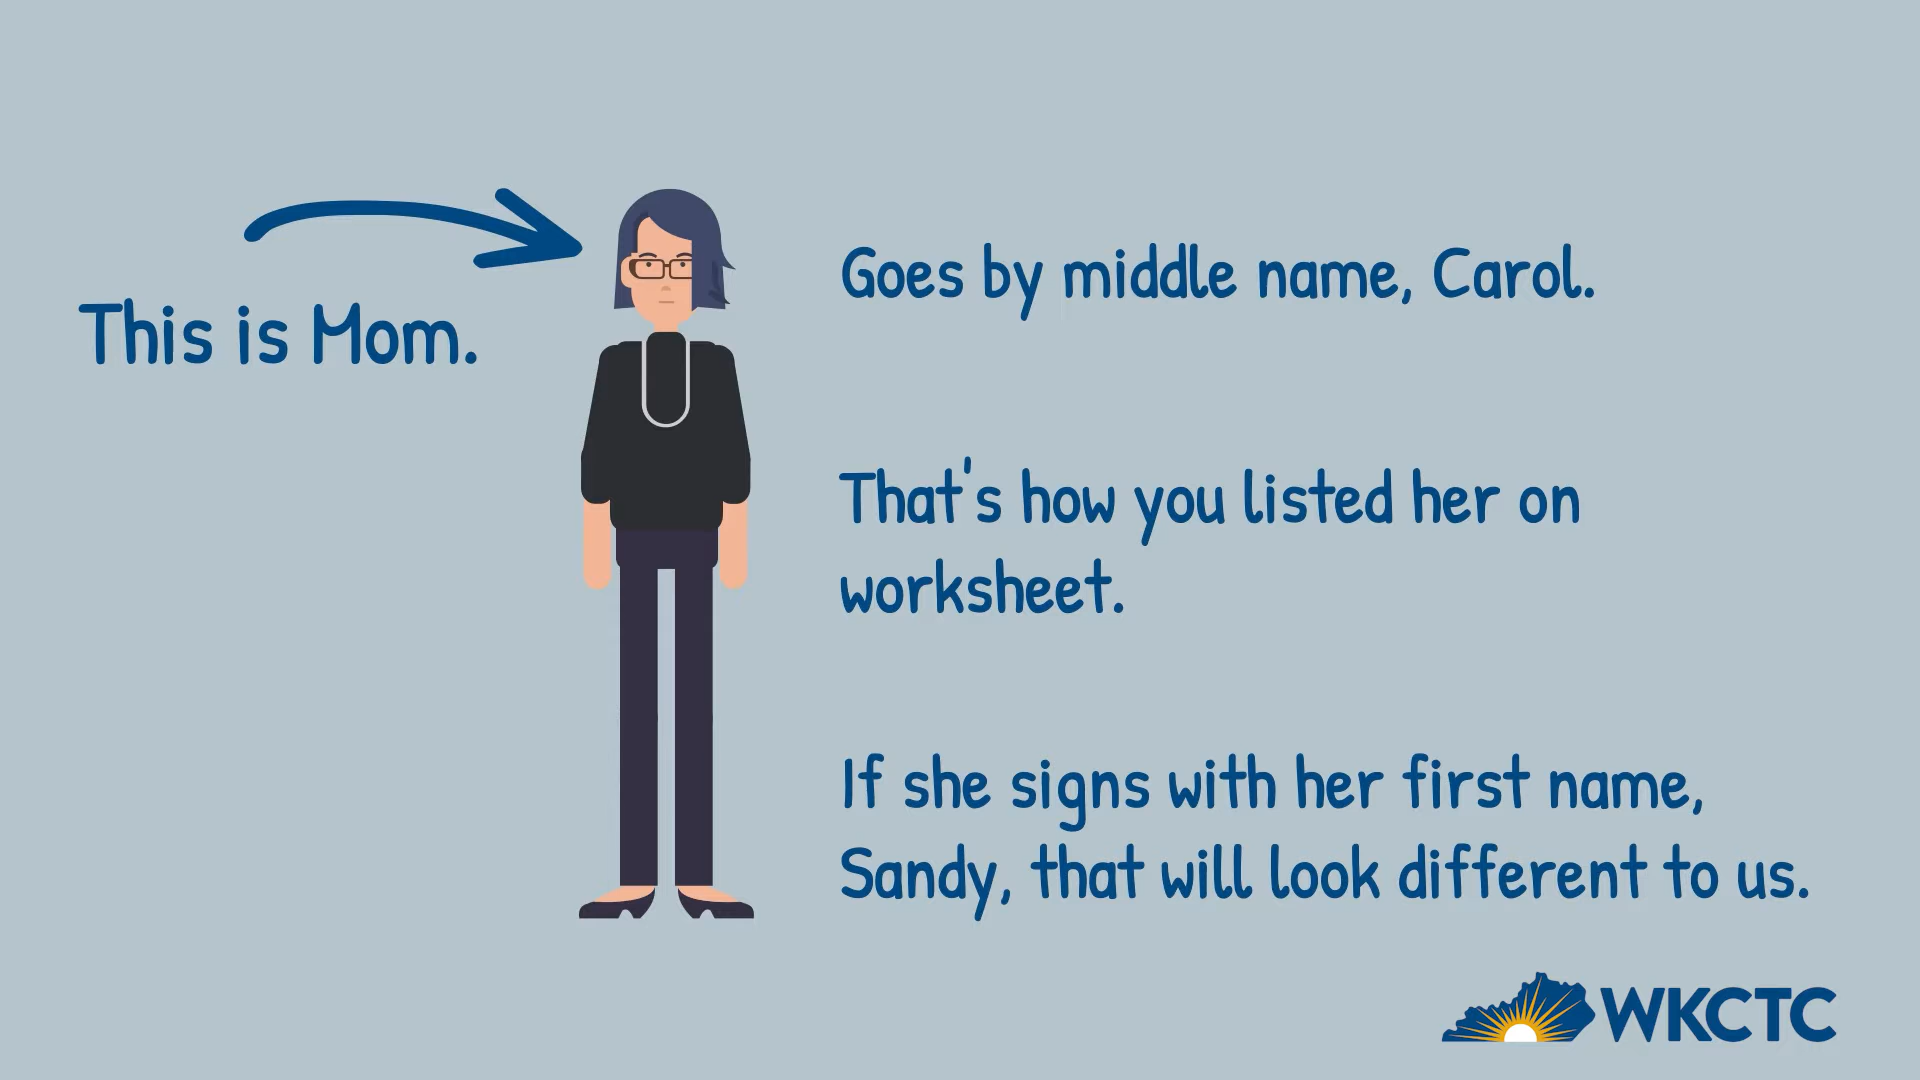 This is Mom.
Goes by middle name, Carol.
That's how you listed her on
worksheet.
If she signs with her first name,
Sandy, that will look different to us.
WKCTC